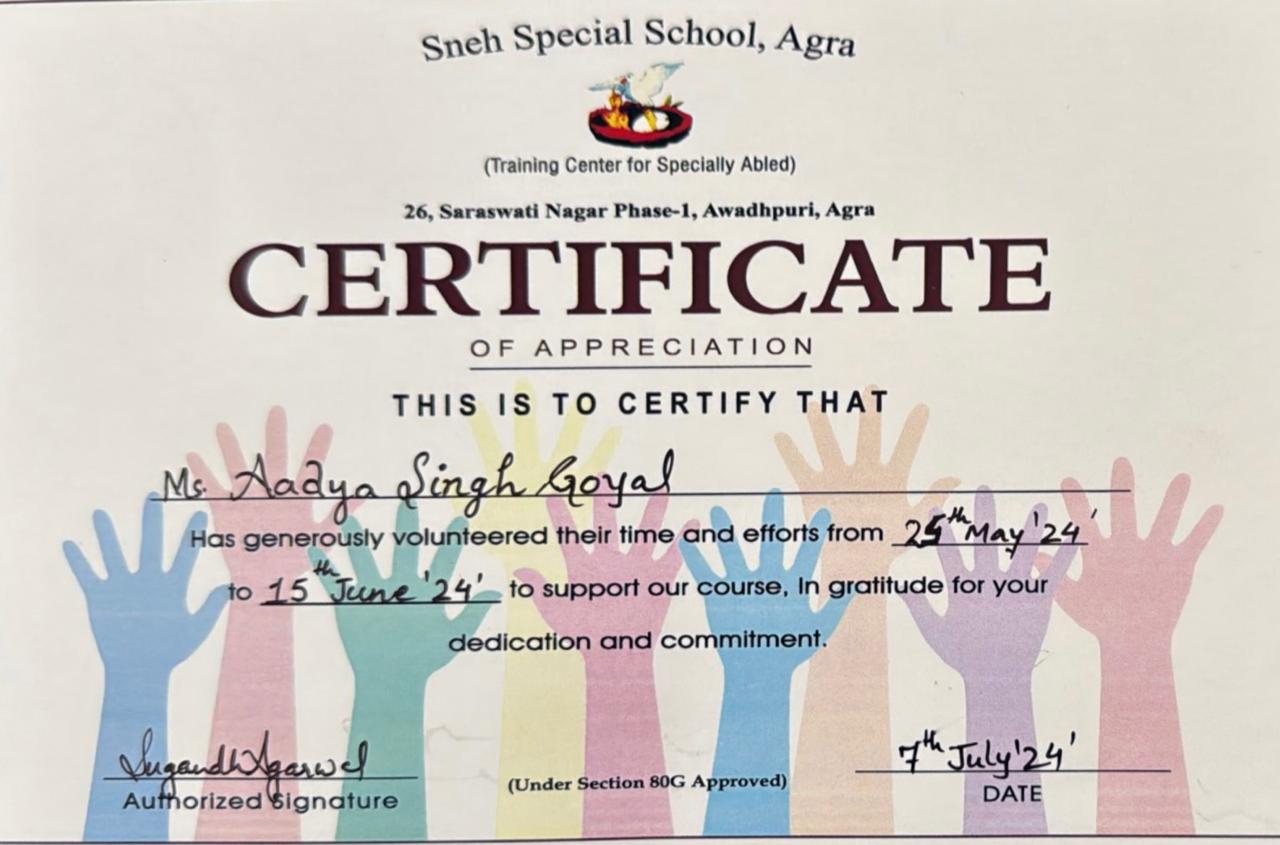 Sneh Special School, Agra
(Training Center for Specially Abled)
26, Saraswati Nagar Phase-1, Awadhpuri, Agra
CERTIFICATE
OF APPRECIATION
THIS IS TO CERTIFY THAT
Ms. Aadya Singh Goyal
Has generously volunteered their time and efforts from 25th May'24'
to 15th June '24' to support our course, In gratitude for your
dedication and commitment.
Sugandh Agarwal
Authorized Signature
(Under Section 80G Approved)
7th July'24'
DATE